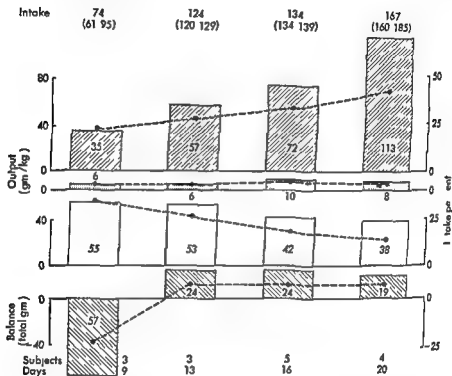 Intake 74 124 134 167
(61 95) (120 129) (134 139) (160 185)
80 50
40 25
35 57 72 113
0 0
6 6 10 8
Output
(gm/kg)
I take per ent
40 25
55 53 42 38
0 0
24 24 19
0 0
57
Balance
(total gm)
-40
-25
Subjects 3 3 5 4
Days 9 13 16 20